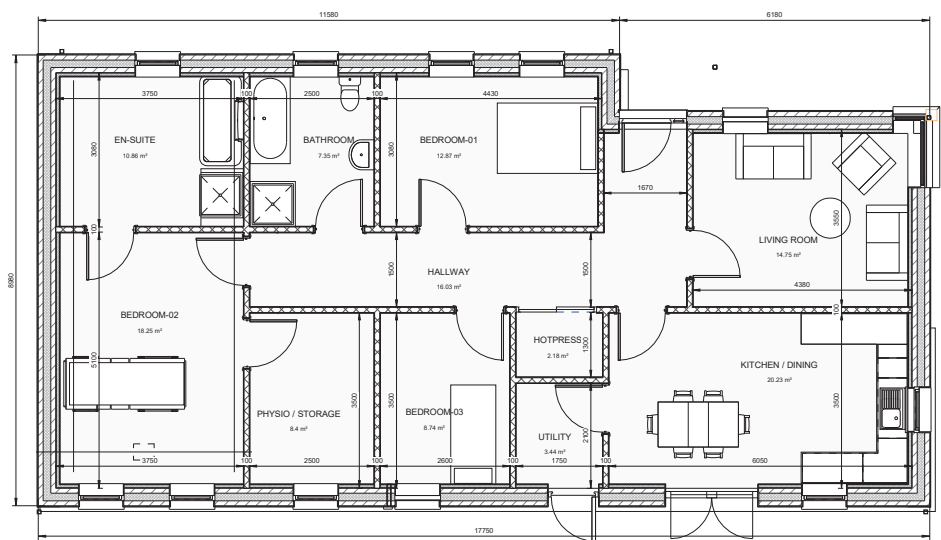 11580
6180
8980
3750
100
2500
100
4430
EN-SUITE
10.86 m²
3080
BATHROOM
7.35 m²
3080
BEDROOM-01
12.87 m²
1670
3550
LIVING ROOM
14.75 m²
4380
100
100
HALLWAY
16.03 m²
1500
1500
BEDROOM-02
18.25 m²
5100
HOTPRESS
2.18 m²
1300
KITCHEN / DINING
20.23 m²
3500
3500
3500
PHYSIO / STORAGE
8.4 m²
BEDROOM-03
8.74 m²
UTILITY
3.44 m²
2100
3750
100
2500
100
2600
100
1750
100
6050
17750